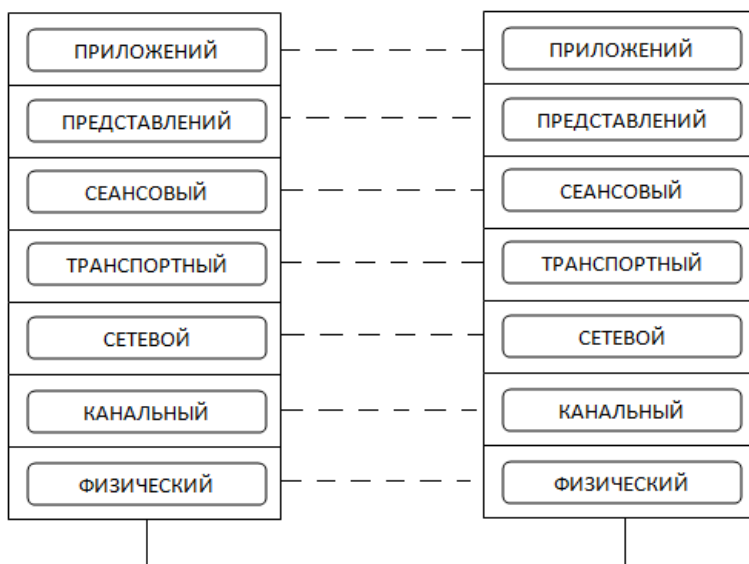 ПРИЛОЖЕНИЙ
ПРЕДСТАВЛЕНИЙ
СЕАНСОВЫЙ
ТРАНСПОРТНЫЙ
СЕТЕВОЙ
КАНАЛЬНЫЙ
ФИЗИЧЕСКИЙ
ПРИЛОЖЕНИЙ
ПРЕДСТАВЛЕНИЙ
СЕАНСОВЫЙ
ТРАНСПОРТНЫЙ
СЕТЕВОЙ
КАНАЛЬНЫЙ
ФИЗИЧЕСКИЙ